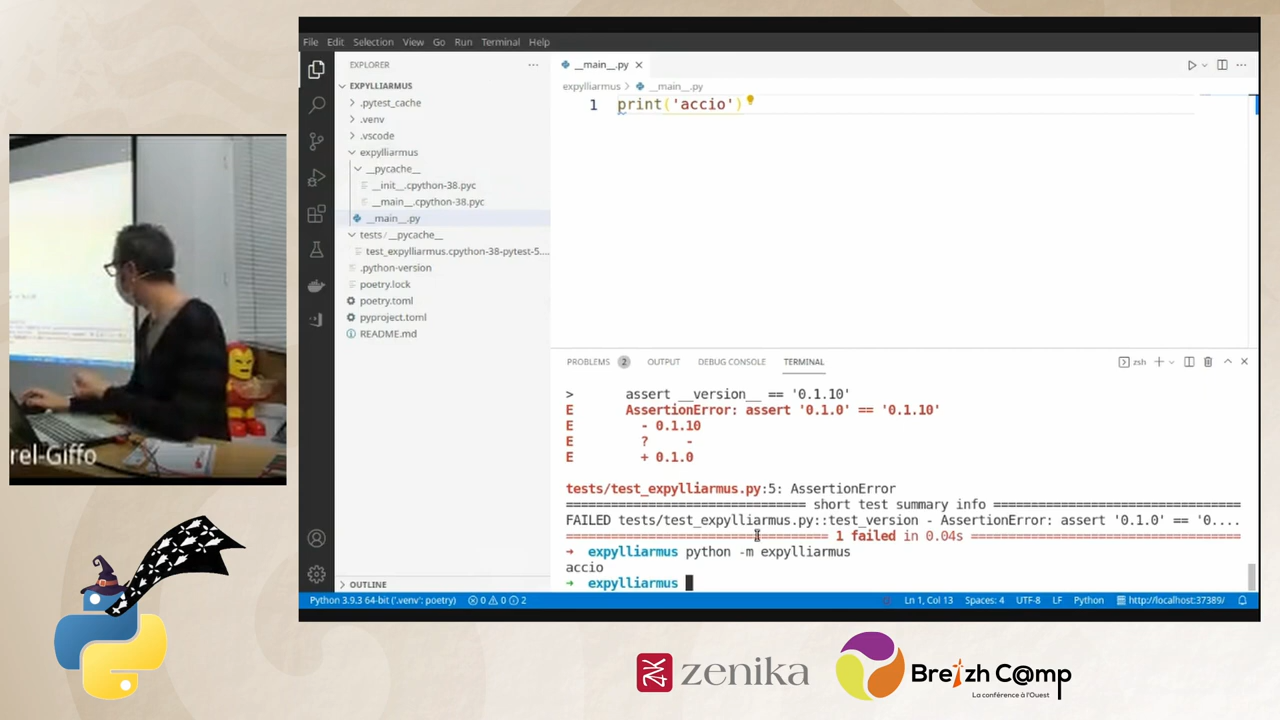 File Edit Selection View Go Run Terminal Help
EXPLORER
EXPYLLIARMUS
.pytest_cache
.venv
.vscode
expylliarmus
__pycache__
__init__.cpython-38.pyc
__main__.cpython-38.pyc
__main__.py
tests / __pycache__
test_expylliarmus.cpython-38-pytest-5....
.python-version
poetry.lock
poetry.toml
pyproject.toml
README.md
OUTLINE
__main__.py
expylliarmus > __main__.py
1 print('accio')
PROBLEMS 2 OUTPUT DEBUG CONSOLE TERMINAL zsh
> assert __version__ == '0.1.10'
E AssertionError: assert '0.1.0' == '0.1.10'
E - 0.1.10
E ? -
E + 0.1.0
tests/test_expylliarmus.py:5: AssertionError
============================== short test summary info ==================================
FAILED tests/test_expylliarmus.py::test_version - AssertionError: assert '0.1.0' == '0....
================================= 1 failed in 0.04s ==================================
➜ expylliarmus python -m expylliarmus
accio
➜ expylliarmus
Python 3.9.3 64-bit ('.venv': poetry) 0 0 2 Ln 1, Col 13 Spaces: 4 UTF-8 LF Python http://localhost:37389/
rel-Giffo
zenika
Breizh C@mp
La conférence à l'Ouest